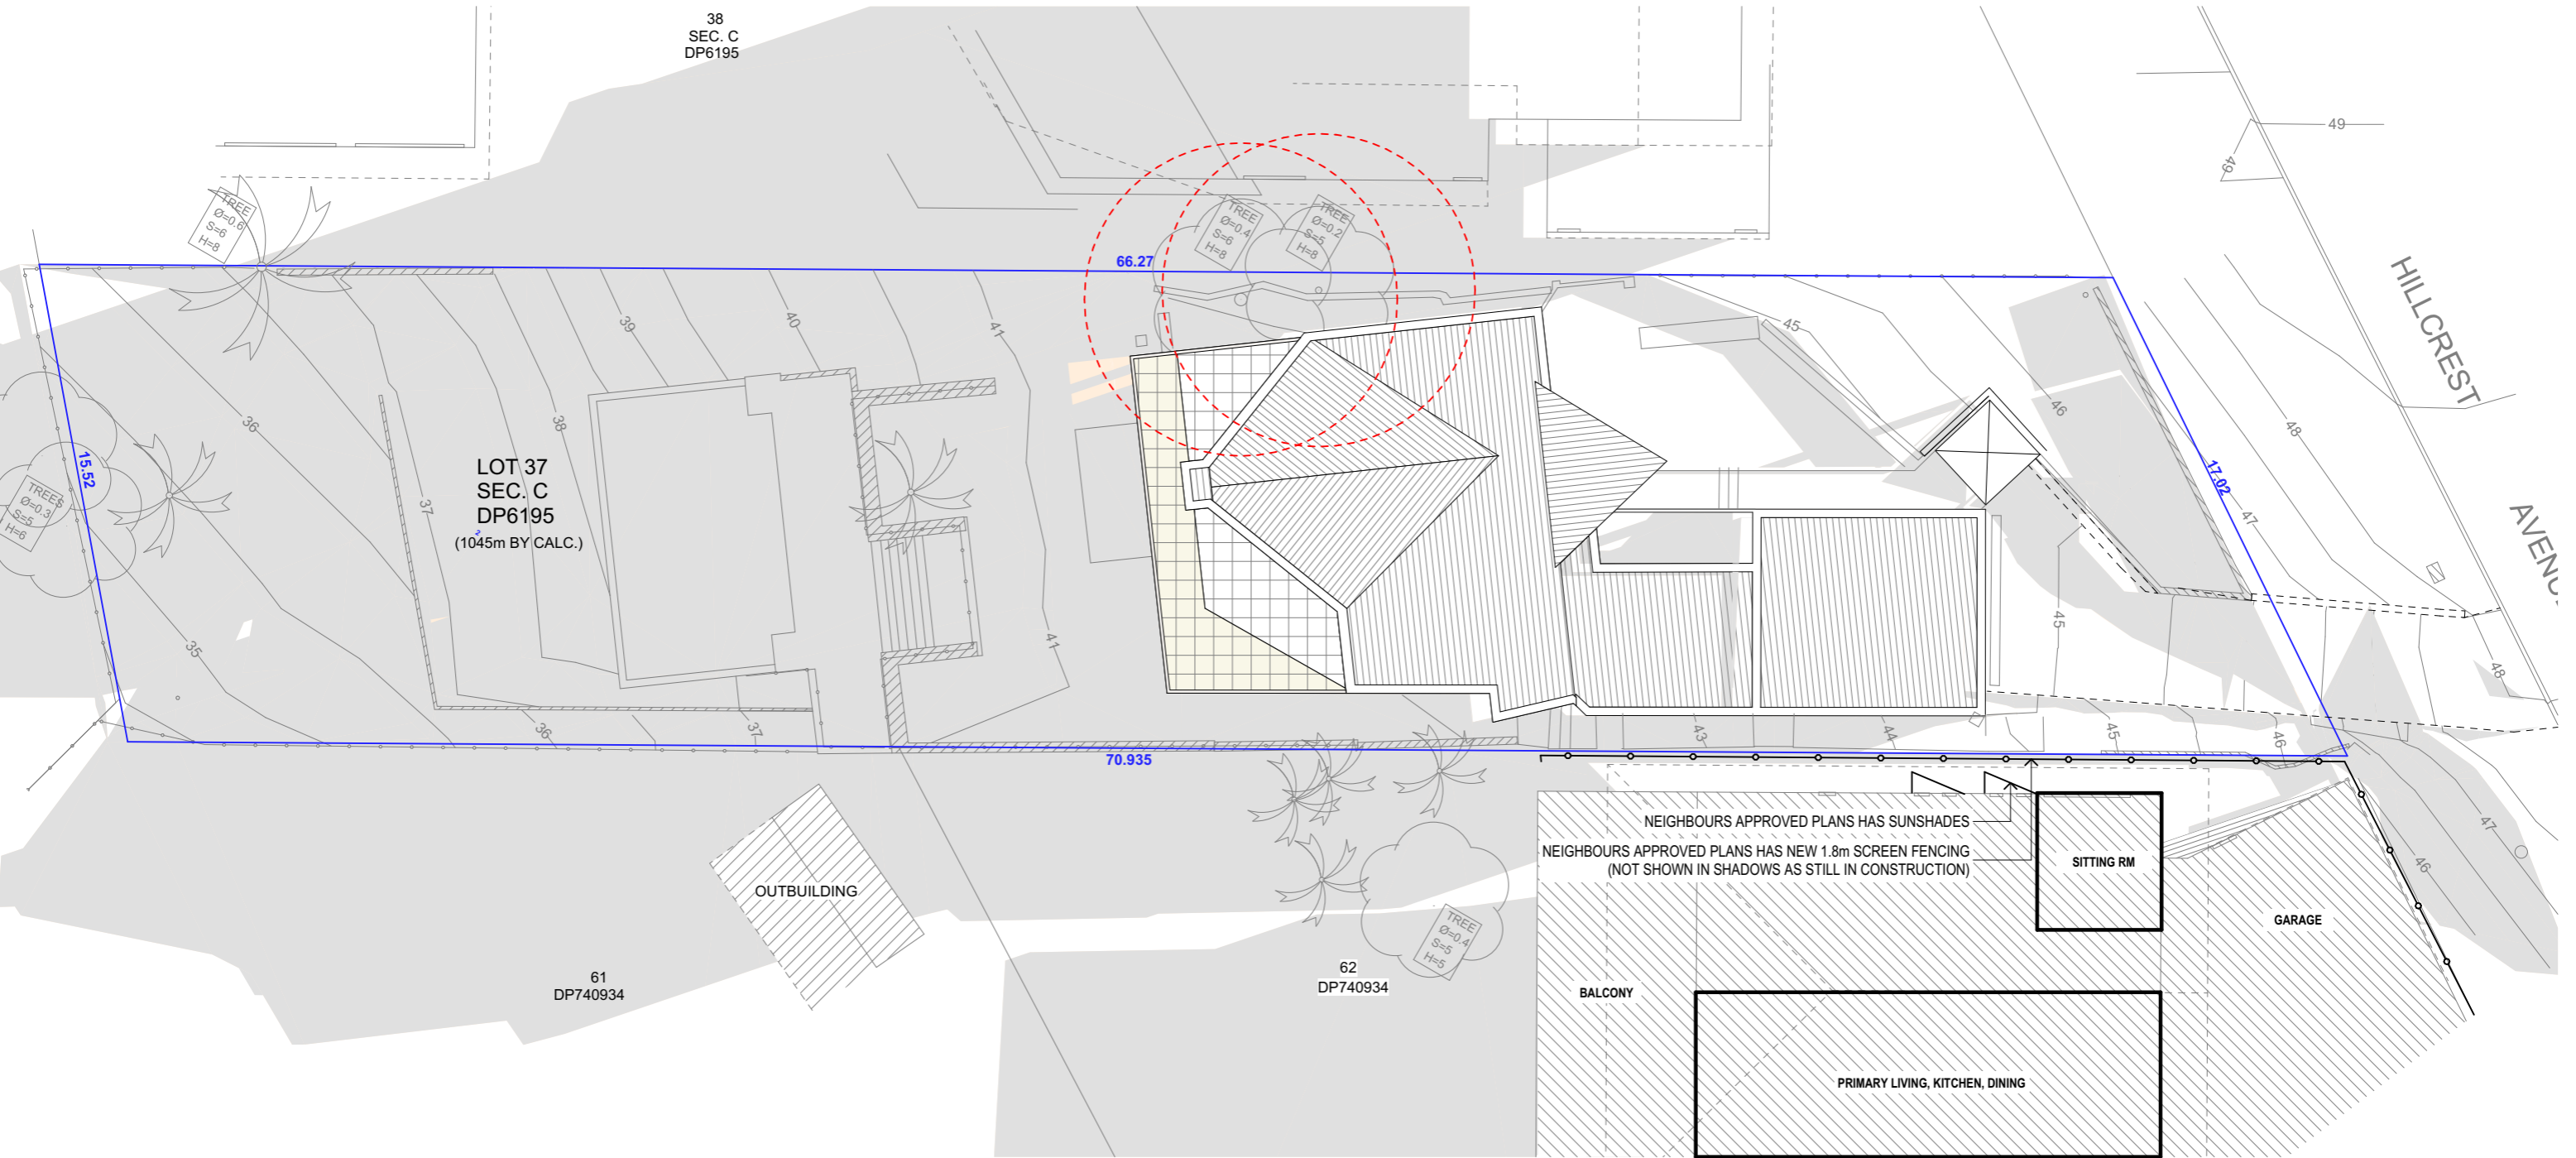 38
SEC. C
DP6195
49
49
TREE
Ø=0.6
S=6
H=8
TREE
Ø=0.4
S=6
H=8
TREE
Ø=0.2
S=5
H=8
66.27
HILLCREST
AVENU
39
40
41
45
46
48
36
38
37
15.52
TREES
Ø=0.3
S=5
H=6
LOT 37
SEC. C
DP6195
(1045m BY CALC.)
2
17.02
47
35
41
45
48
36
37
43
44
45
46
70.935
47
46
NEIGHBOURS APPROVED PLANS HAS SUNSHADES
NEIGHBOURS APPROVED PLANS HAS NEW 1.8m SCREEN FENCING
(NOT SHOWN IN SHADOWS AS STILL IN CONSTRUCTION)
SITTING RM
OUTBUILDING
GARAGE
TREE
Ø=0.4
S=5
H=5
61
DP740934
62
DP740934
BALCONY
PRIMARY LIVING, KITCHEN, DINING